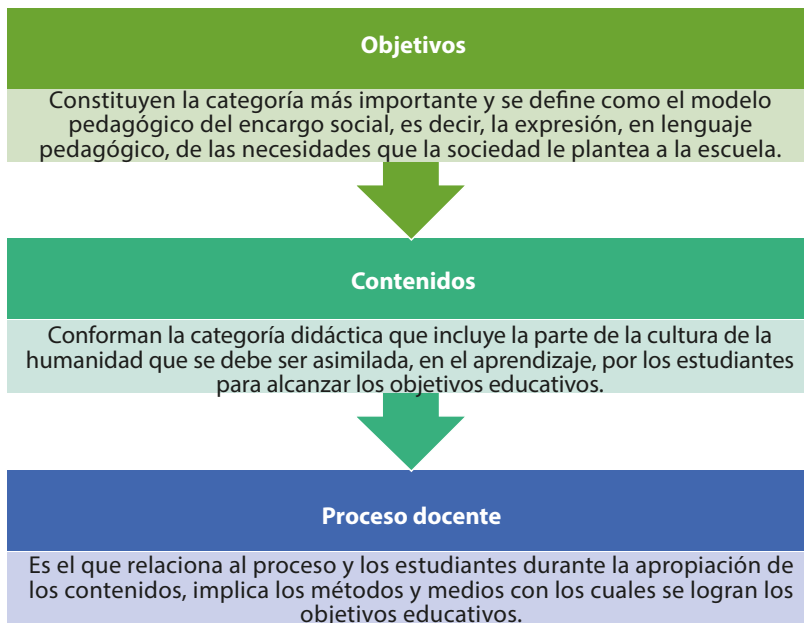 Objetivos
Constituyen la categoría más importante y se define como el modelo
pedagógico del encargo social, es decir, la expresión, en lenguaje
pedagógico, de las necesidades que la sociedad le plantea a la escuela.
Contenidos
Conforman la categoría didáctica que incluye la parte de la cultura de la
humanidad que se debe ser asimilada, en el aprendizaje, por los estudiantes
para alcanzar los objetivos educativos.
Proceso docente
Es el que relaciona al proceso y los estudiantes durante la apropiación de
los contenidos, implica los métodos y medios con los cuales se logran los
objetivos educativos.